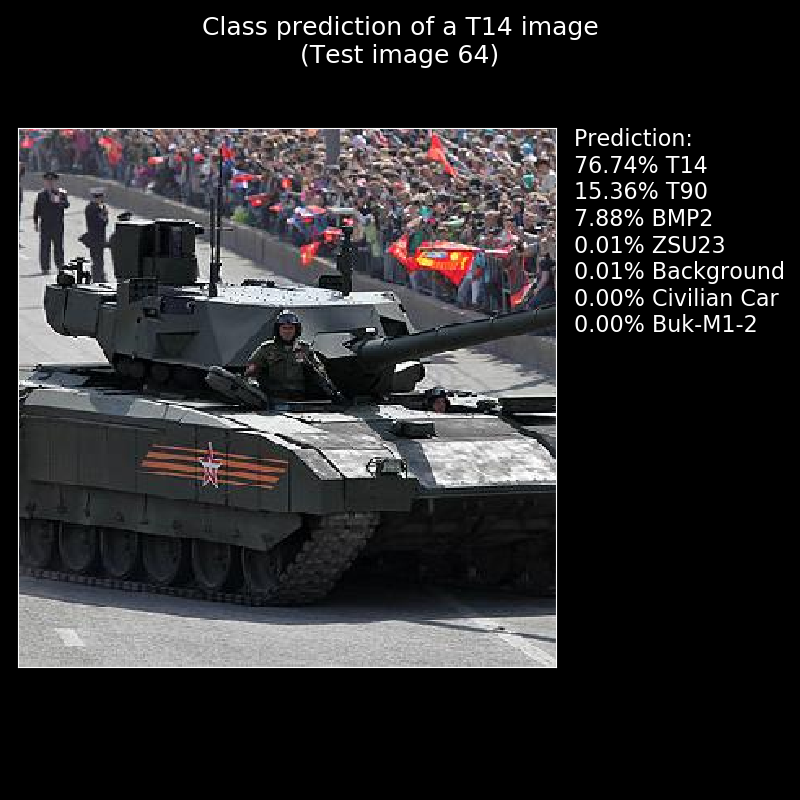 Class prediction of a T14 image
(Test image 64)
Prediction:
76.74% T14
15.36% T90
7.88% BMP2
0.01% ZSU23
0.01% Background
0.00% Civilian Car
0.00% Buk-M1-2